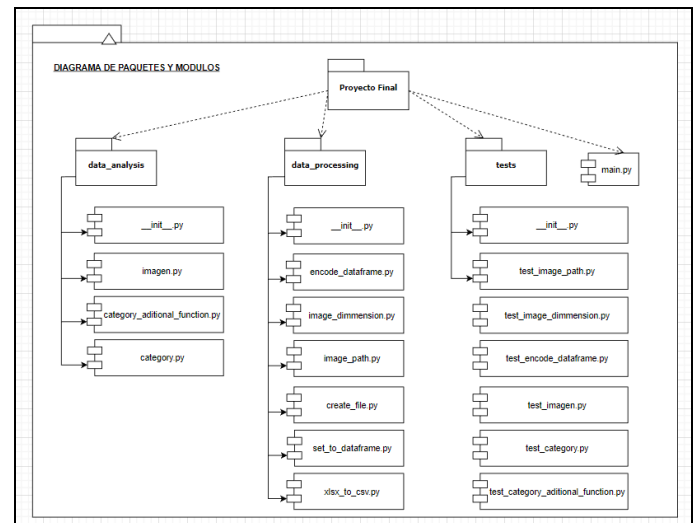 DIAGRAMA DE PAQUETES Y MODULOS
Proyecto Final
data_analysis
data_processing
tests
main.py
__init__.py
imagen.py
category_aditional_function.py
category.py
__init__.py
encode_dataframe.py
image_dimmension.py
image_path.py
create_file.py
set_to_dataframe.py
xlsx_to_csv.py
__init__.py
test_image_path.py
test_image_dimmension.py
test_encode_dataframe.py
test_imagen.py
test_category.py
test_category_aditional_function.py